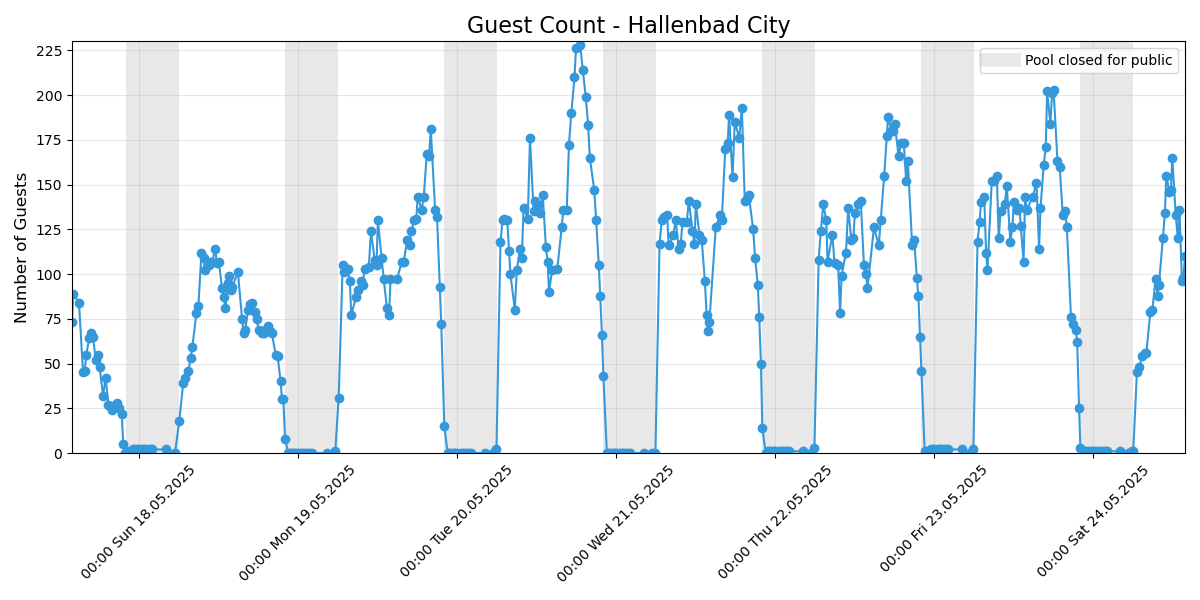 Guest Count - Hallenbad City
Pool closed for public
Number of Guests
225
200
175
150
125
100
75
50
25
0
00:00 Sun 18.05.2025
00:00 Mon 19.05.2025
00:00 Tue 20.05.2025
00:00 Wed 21.05.2025
00:00 Thu 22.05.2025
00:00 Fri 23.05.2025
00:00 Sat 24.05.2025